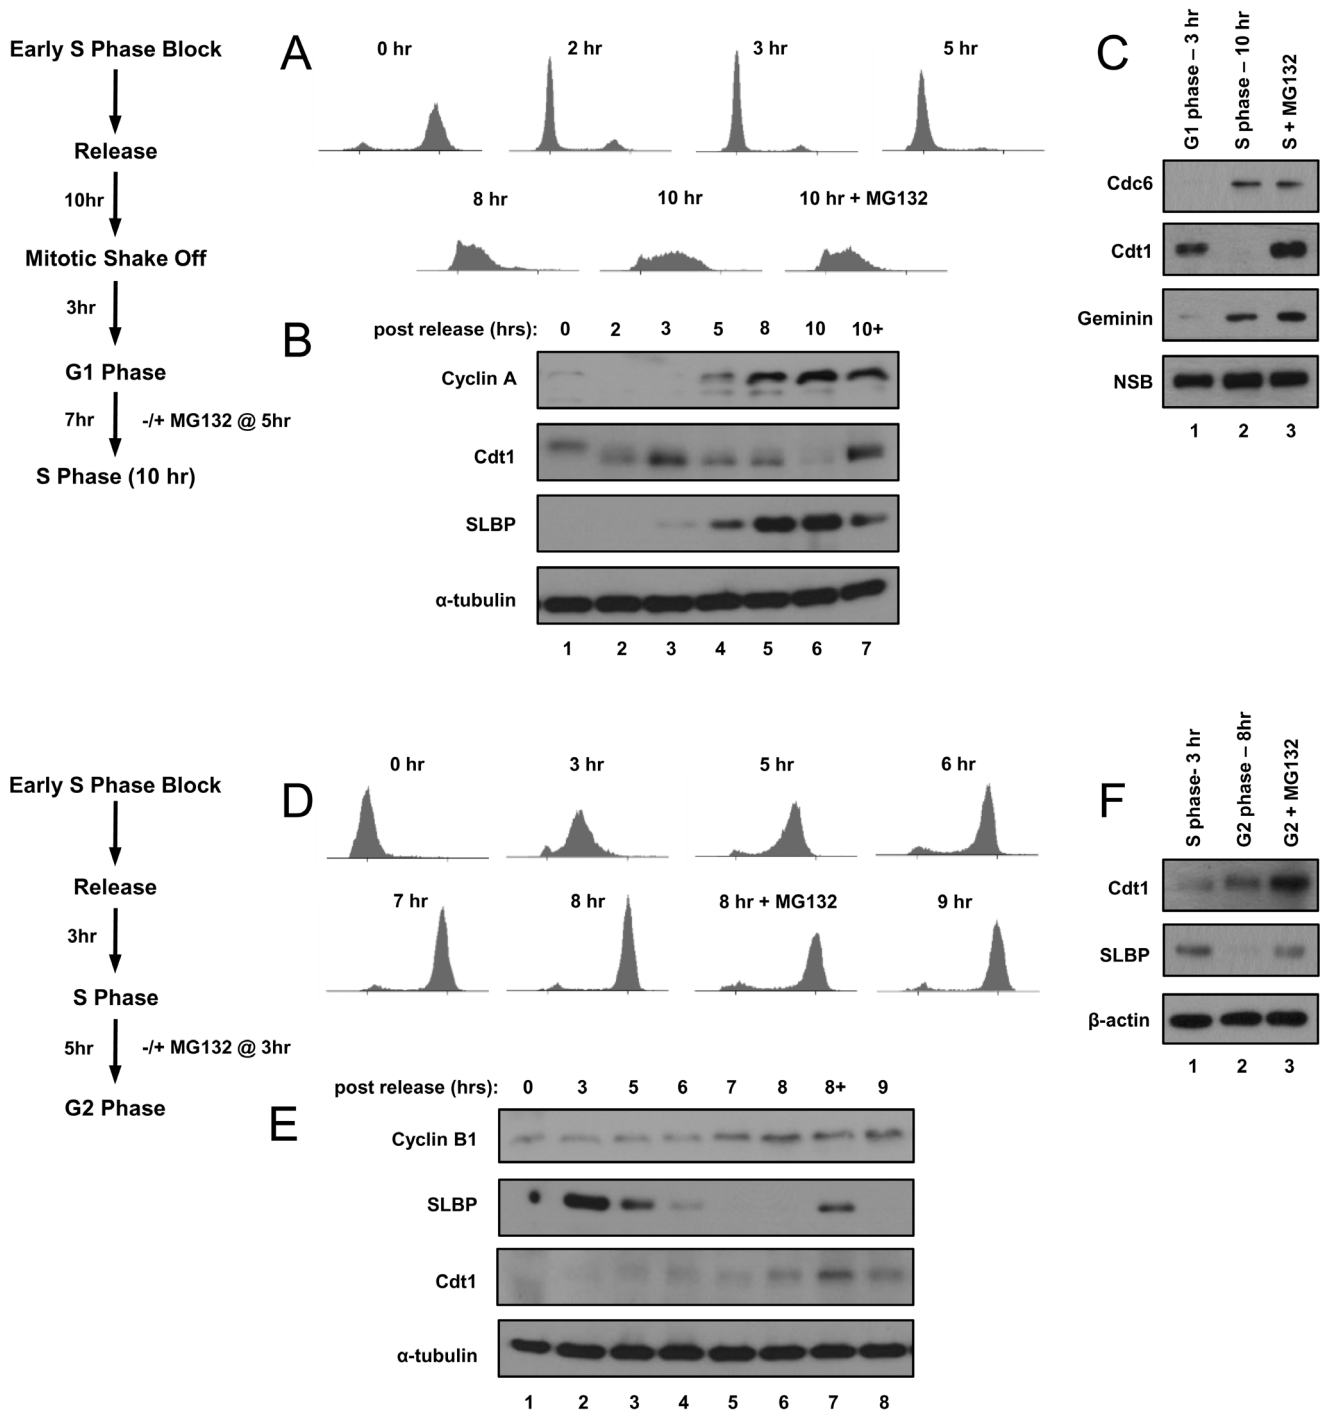 Early S Phase Block
Release
10hr
Mitotic Shake Off
3hr
G1 Phase
7hr
-/+ MG132 @ 5hr
S Phase (10 hr)
A
0 hr
2 hr
3 hr
5 hr
8 hr
10 hr
10 hr + MG132
B
post release (hrs): 0 2 3 5 8 10 10+
Cyclin A
Cdt1
SLBP
α-tubulin
1 2 3 4 5 6 7
C
G1 phase – 3 hr
S phase – 10 hr
S + MG132
Cdc6
Cdt1
Geminin
NSB
1 2 3
Early S Phase Block
Release
3hr
S Phase
5hr
-/+ MG132 @ 3hr
G2 Phase
D
0 hr
3 hr
5 hr
6 hr
7 hr
8 hr
8 hr + MG132
9 hr
E
post release (hrs): 0 3 5 6 7 8 8+ 9
Cyclin B1
SLBP
Cdt1
α-tubulin
1 2 3 4 5 6 7 8
F
S phase- 3 hr
G2 phase – 8hr
G2 + MG132
Cdt1
SLBP
β-actin
1 2 3